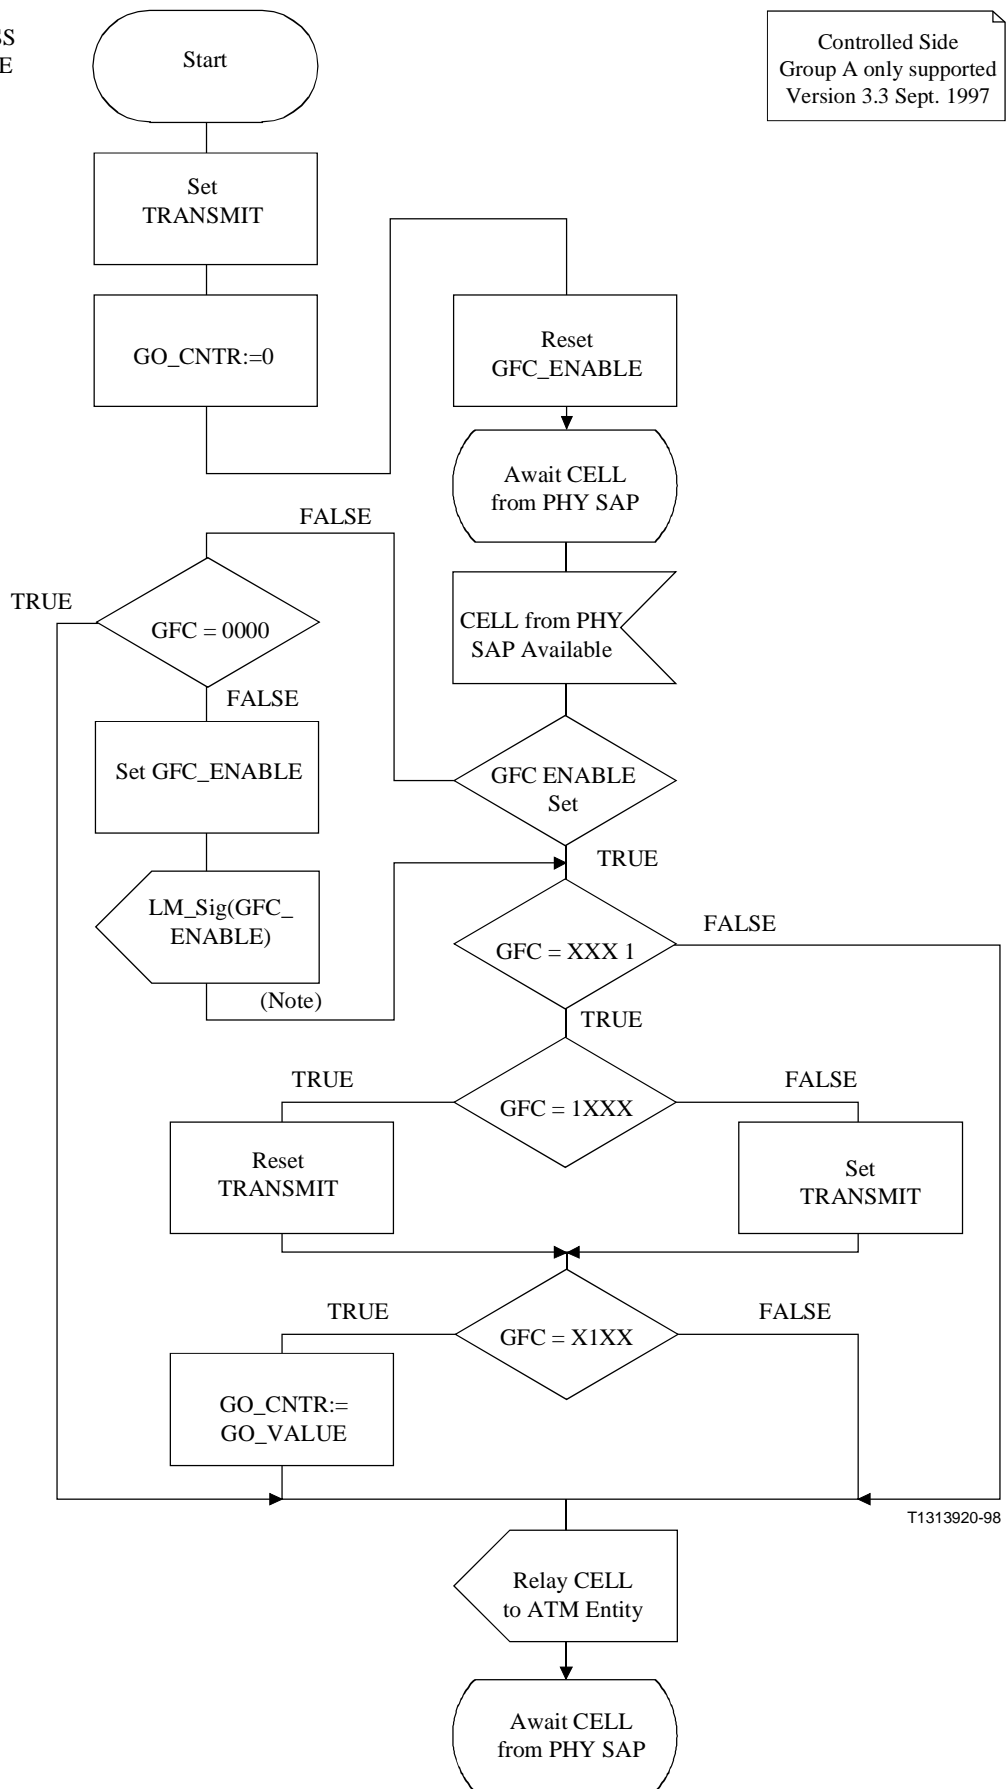 SS
E
Start
Controlled Side
Group A only supported
Version 3.3 Sept. 1997
Set
TRANSMIT
GO_CNTR:=0
Reset
GFC_ENABLE
Await CELL
from PHY SAP
FALSE
TRUE
GFC = 0000
CELL from PHY
SAP Available
FALSE
Set GFC_ENABLE
GFC ENABLE
Set
TRUE
LM_Sig(GFC_
ENABLE)
(Note)
GFC = XXX 1
FALSE
TRUE
TRUE
GFC = 1XXX
FALSE
Reset
TRANSMIT
Set
TRANSMIT
TRUE
GFC = X1XX
FALSE
GO_CNTR:=
GO_VALUE
T1313920-98
Relay CELL
to ATM Entity
Await CELL
from PHY SAP